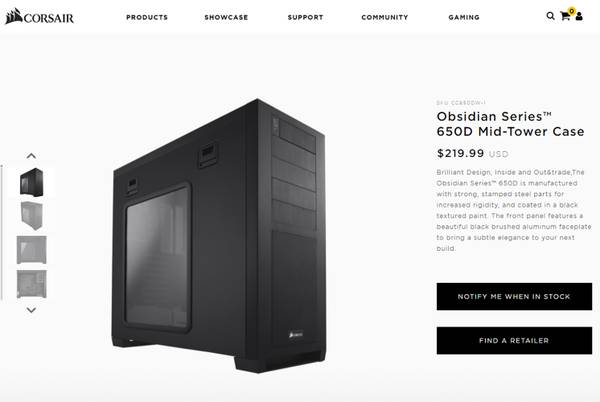 CORSAIR
PRODUCTS SHOWCASE SUPPORT COMMUNITY GAMING
0
SKU CC650DW-1
Obsidian Series™
650D Mid-Tower Case
$219.99 USD
Brilliant Design, Inside and Out&trade,The
Obsidian Series™ 650D is manufactured
with strong, stamped steel parts for
increased rigidity, and coated in a black
textured paint. The front panel features a
beautiful black brushed aluminum faceplate
to bring a subtle elegance to your next
build.
NOTIFY ME WHEN IN STOCK
FIND A RETAILER
CORSAIR